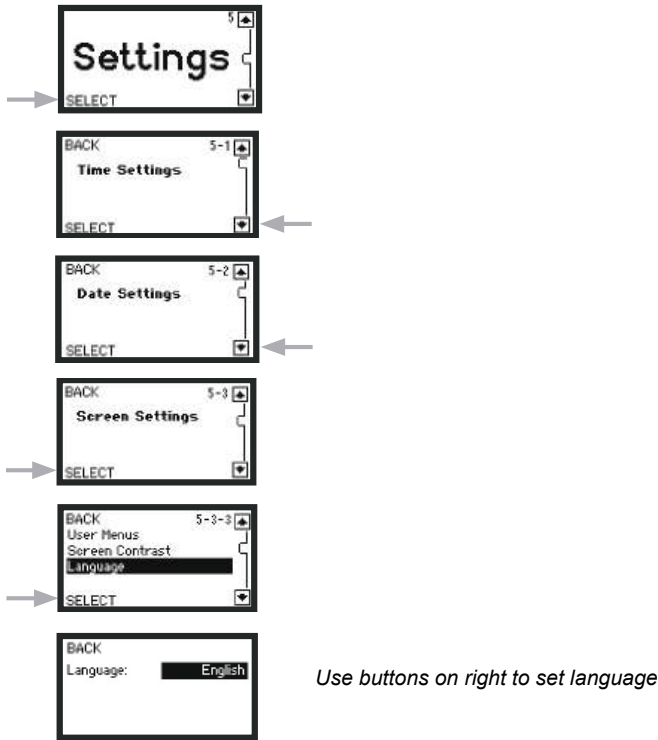 5
Settings
SELECT
BACK 5-1
Time Settings
SELECT
BACK 5-2
Date Settings
SELECT
BACK 5-3
Screen Settings
SELECT
BACK 5-3-3
User Menus
Screen Contrast
Language
SELECT
BACK
Language: English
Use buttons on right to set language